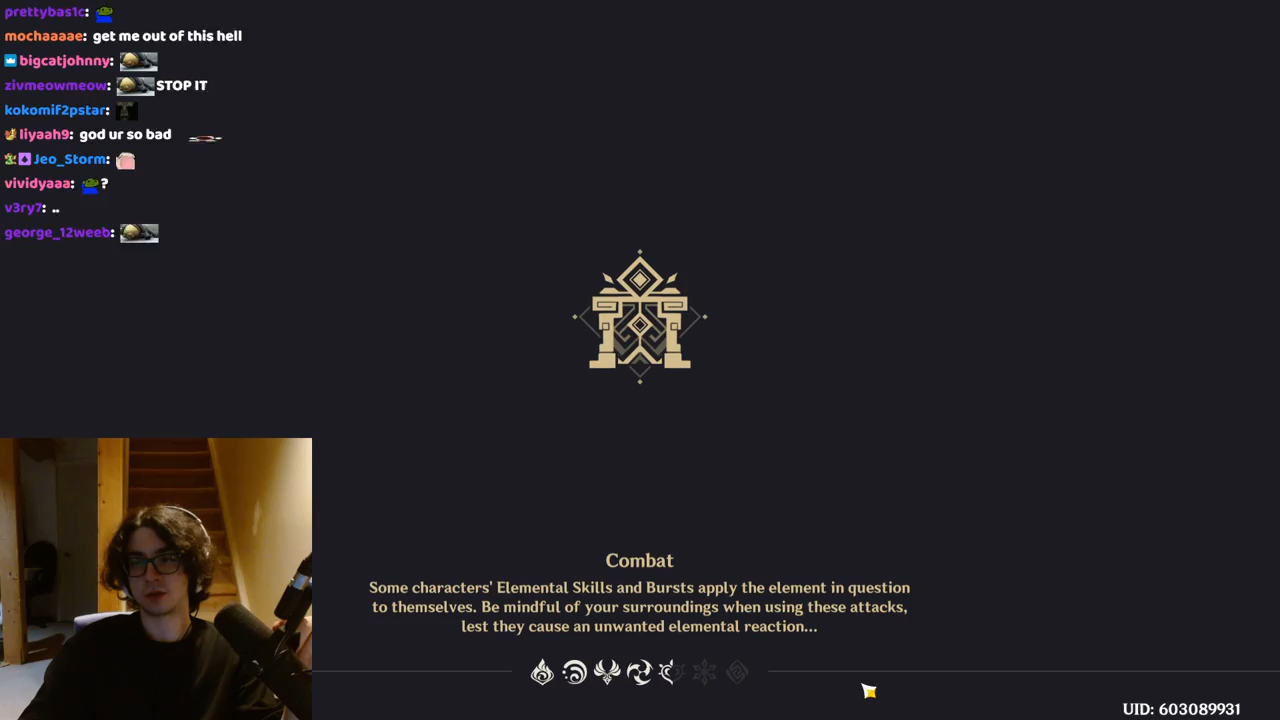 prettybas1c:
mochaaaae: get me out of this hell
bigcatjohnny:
zivmeowmeow: STOP IT
kokomif2pstar:
liyaah9: god ur so bad
Jeo_Storm:
vividyaaa: ?
v3ry7: ..
george_12weeb:
Combat
Some characters' Elemental Skills and Bursts apply the element in question
to themselves. Be mindful of your surroundings when using these attacks,
lest they cause an unwanted elemental reaction...
UID: 603089931